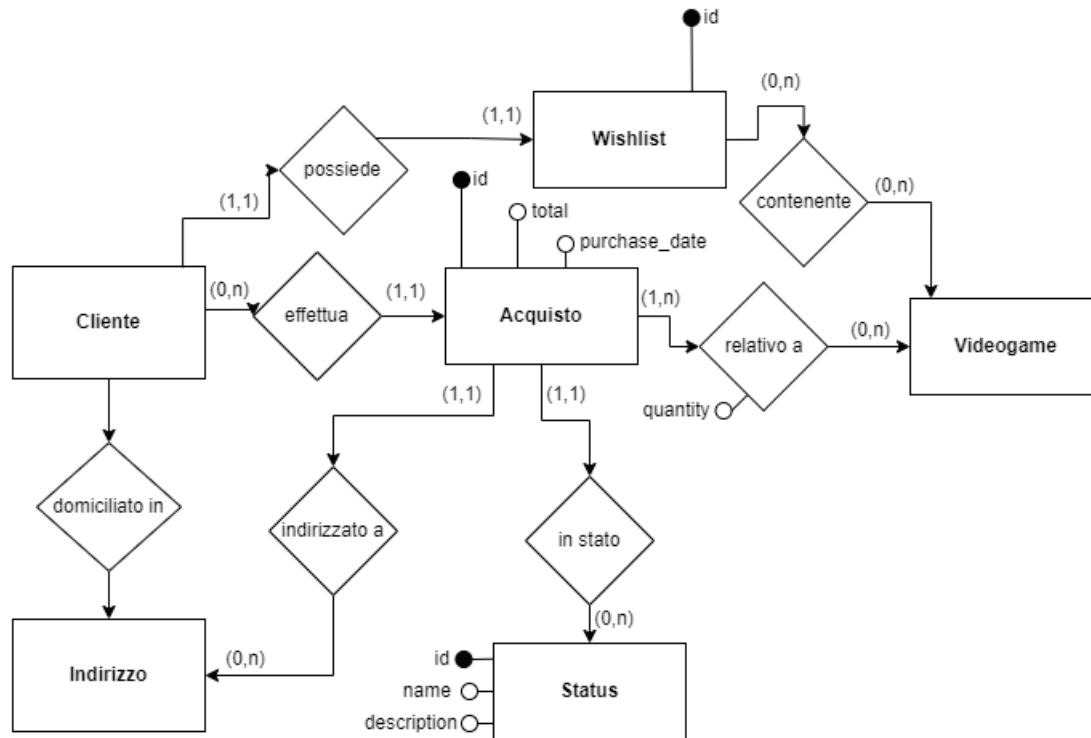 id
(0,n)
(1,1)
Wishlist
possiede
(1,1)
id
contenente
(0,n)
total
purchase_date
(0,n)
effettua
(1,1)
Cliente
Acquisto
(1,n)
relativo a
(0,n)
Videogame
quantity
(1,1)
(1,1)
domiciliato in
indirizzato a
in stato
(0,n)
(0,n)
Indirizzo
id
name
description
Status